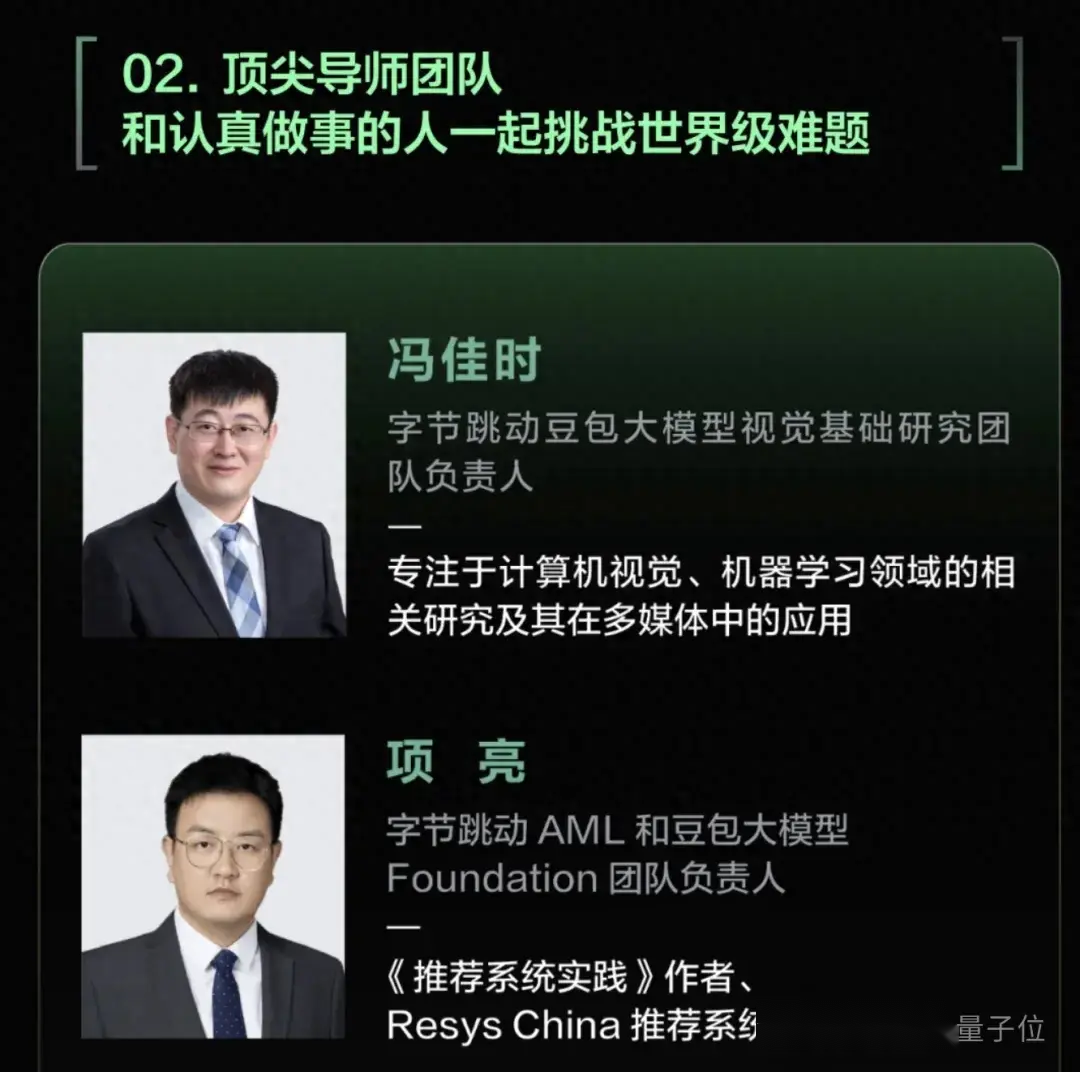 02. 顶尖导师团队
和认真做事的人一起挑战世界级难题
冯佳时
字节跳动豆包大模型视觉基础研究团
队负责人
专注于计算机视觉、机器学习领域的相
关研究及其在多媒体中的应用
项 亮
字节跳动 AML 和豆包大模型
Foundation 团队负责人
《推荐系统实践》作者、
Resys China 推荐系统
量子位